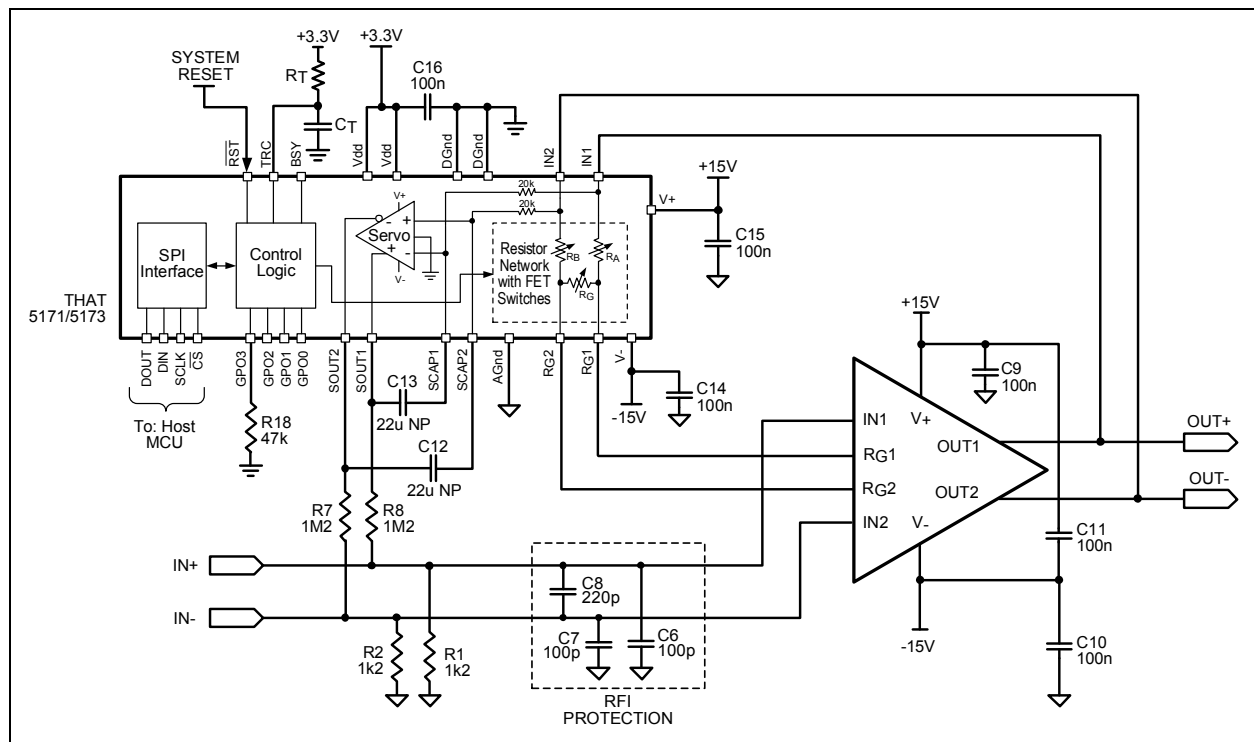 +3.3V
+3.3V
SYSTEM
RESET
RT
CT
C16
100n
RST
TRC
BSY
Vdd
Vdd
DGnd
DGnd
IN2
IN1
+15V
V+
C15
100n
20k
20k
V+
-
+
Servo
+
-
V-
SPI
Interface
Control
Logic
Resistor
Network
with FET
Switches
RB
RA
RG
THAT
5171/5173
DOUT
DIN
SCLK
CS
GPO3
GPO2
GPO1
GPO0
SOUT2
SOUT1
SCAP1
SCAP2
AGnd
RG2
RG1
V-
To: Host
MCU
R18
47k
C13
22u NP
C12
22u NP
C14
100n
-15V
+15V
C9
100n
R7
1M2
R8
1M2
IN1
RG1
RG2
IN2
V+
OUT1
OUT2
V-
OUT+
OUT-
C11
100n
-15V
C10
100n
IN+
IN-
R2
1k2
R1
1k2
C8
220p
C7
100p
C6
100p
RFI
PROTECTION